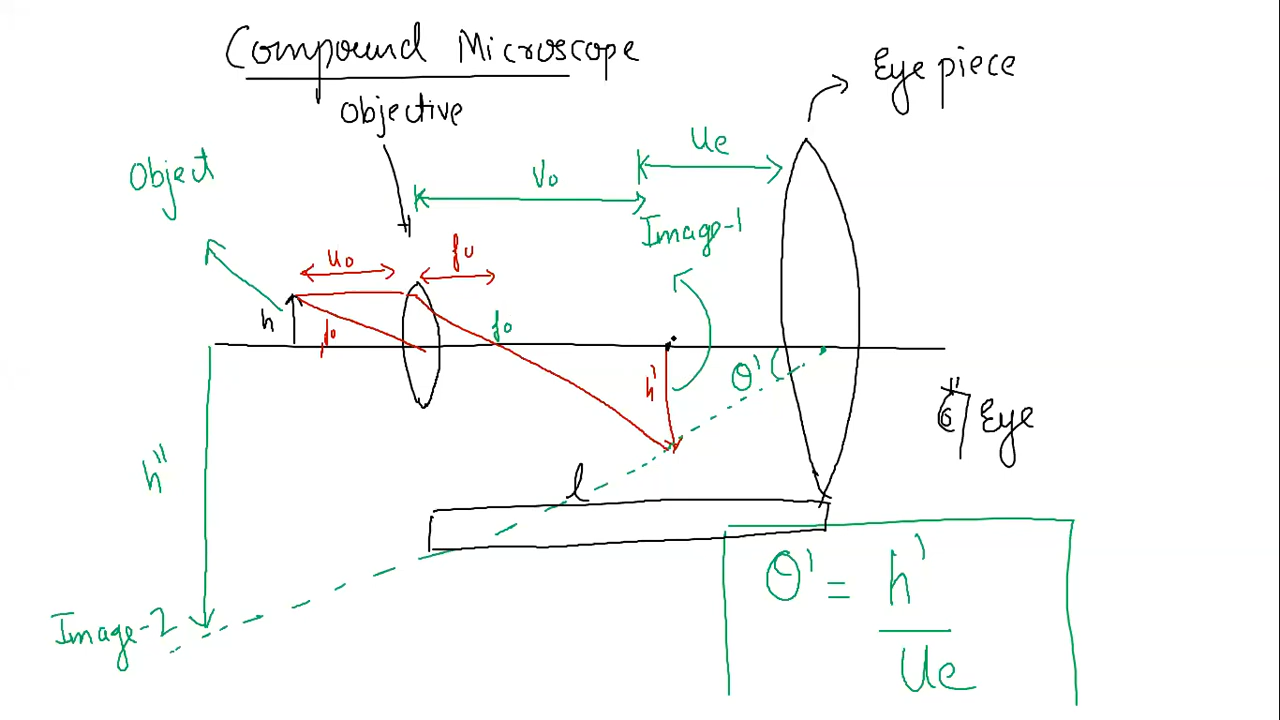 Compound Microscope
Objective
Eye piece
Object
Ue
Vo
Image-1
uo
fo
h
fo
fo
h'
θ'
Eye
h''
l
Image-2
θ' = h'
Ue